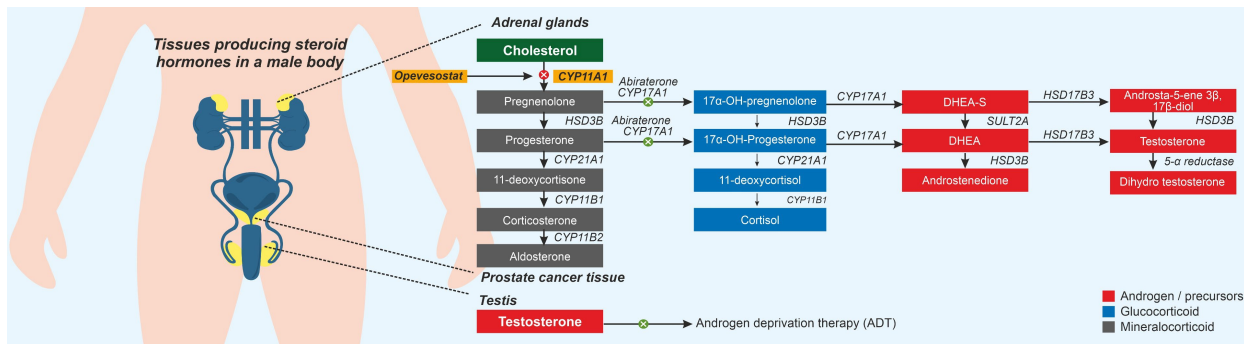 Adrenal glands
Tissues producing steroid
hormones in a male body
Cholesterol
Opevesostat
CYP11A1
Abiraterone
CYP17A1
Pregnenolone
17α-OH-pregnenolone
CYP17A1
DHEA-S
HSD17B3
Androsta-5-ene 3β,
17β-diol
HSD3B
Abiraterone
CYP17A1
HSD3B
SULT2A
HSD3B
Progesterone
17α-OH-Progesterone
CYP17A1
DHEA
HSD17B3
Testosterone
CYP21A1
CYP21A1
HSD3B
5-α reductase
11-deoxycortisone
11-deoxycortisol
Androstenedione
Dihydro testosterone
CYP11B1
CYP11B1
Corticosterone
Cortisol
CYP11B2
Aldosterone
Prostate cancer tissue
Testis
Testosterone
Androgen deprivation therapy (ADT)
Androgen / precursors
Glucocorticoid
Mineralocorticoid